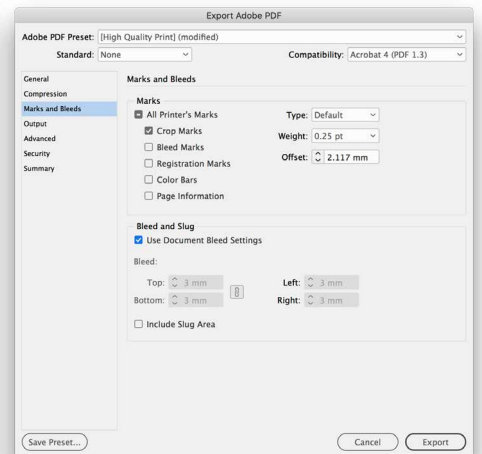 Export Adobe PDF
Adobe PDF Preset: [High Quality Print] (modified)
Standard: None Compatibility: Acrobat 4 (PDF 1.3)
General
Compression
Marks and Bleeds
Output
Advanced
Security
Summary
Marks and Bleeds
Marks
All Printer's Marks Type: Default
Crop Marks Weight: 0.25 pt
Bleed Marks Offset: 2.117 mm
Registration Marks
Color Bars
Page Information
Bleed and Slug
Use Document Bleed Settings
Bleed:
Top: 3 mm Left: 3 mm
Bottom: 3 mm Right: 3 mm
Include Slug Area
Save Preset... Cancel Export